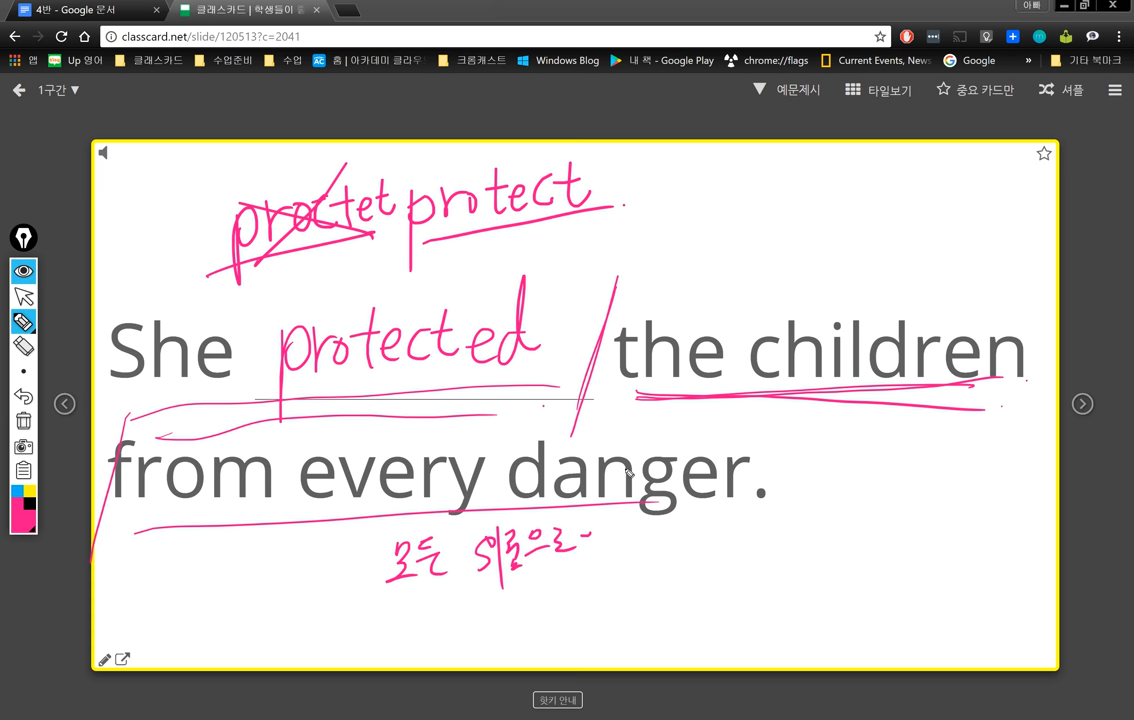 4반 - Google 문서
클래스카드 | 학생들이 좋
아빠
classcard.net/slide/120513?c=2041
앱 Up 영어 클래스카드 수업준비 수업 홈 | 아카데미 클라우 크롬캐스트 Windows Blog 내 책 - Google Play chrome://flags Current Events, News Google » 기타 북마크
1구간 ▼ ▼ 예문제시 타일보기 중요 카드만 셔플
proctet protect.
She protected / the children
from every danger.
모든 위험으로
핫키 안내